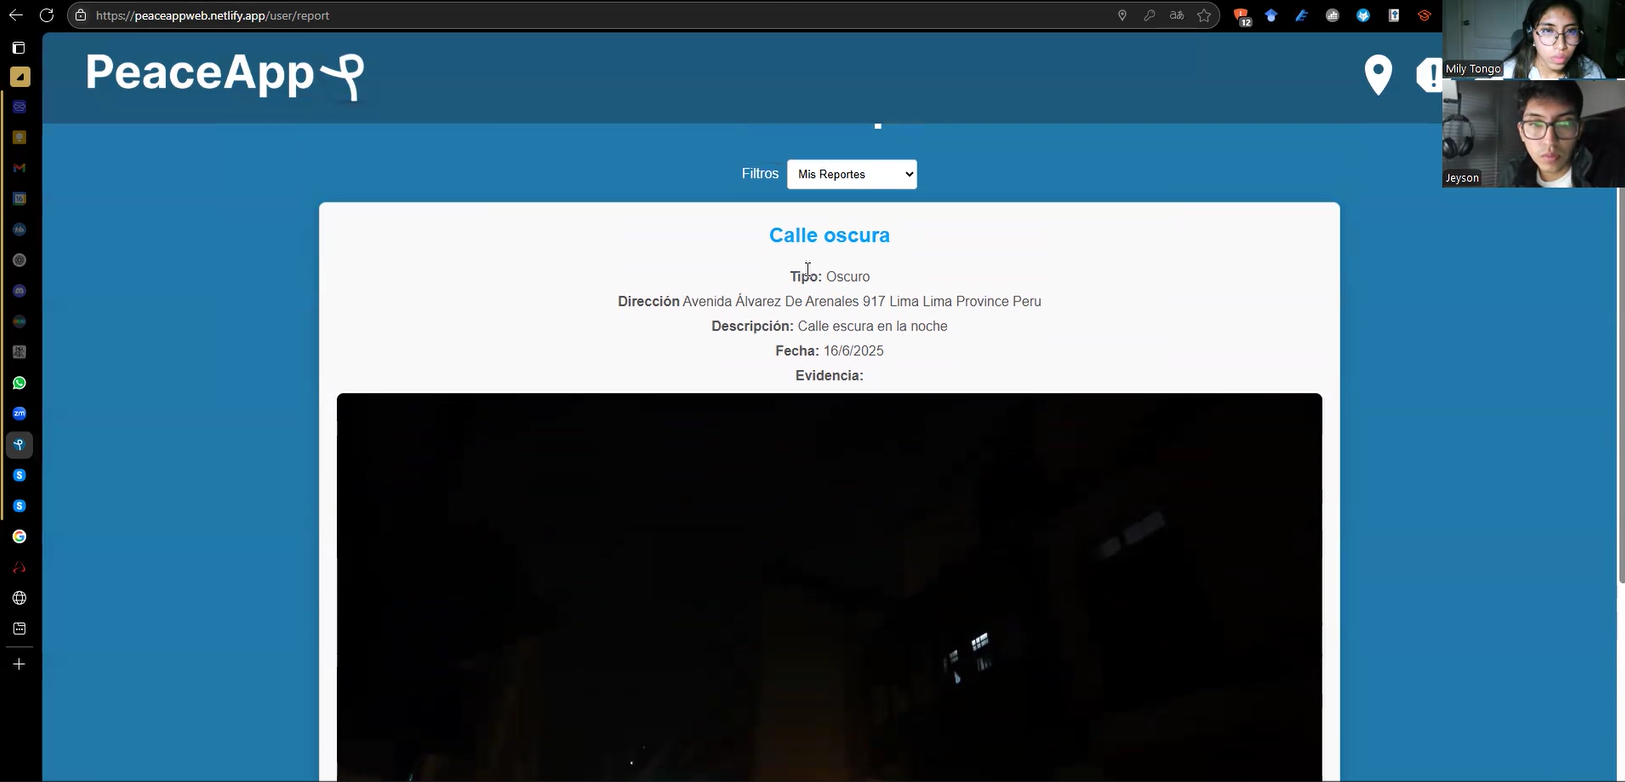 https://peaceappweb.netlify.app/user/report
12
PeaceApp
Mily Tongo
Jeyson
Filtros
Mis Reportes
Calle oscura
Tipo: Oscuro
Dirección Avenida Álvarez De Arenales 917 Lima Lima Province Peru
Descripción: Calle escura en la noche
Fecha: 16/6/2025
Evidencia: